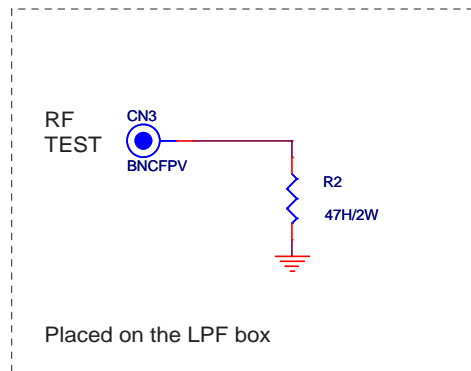 RF
TEST
CN3
BNCFPV
R2
47H/2W
Placed on the LPF box